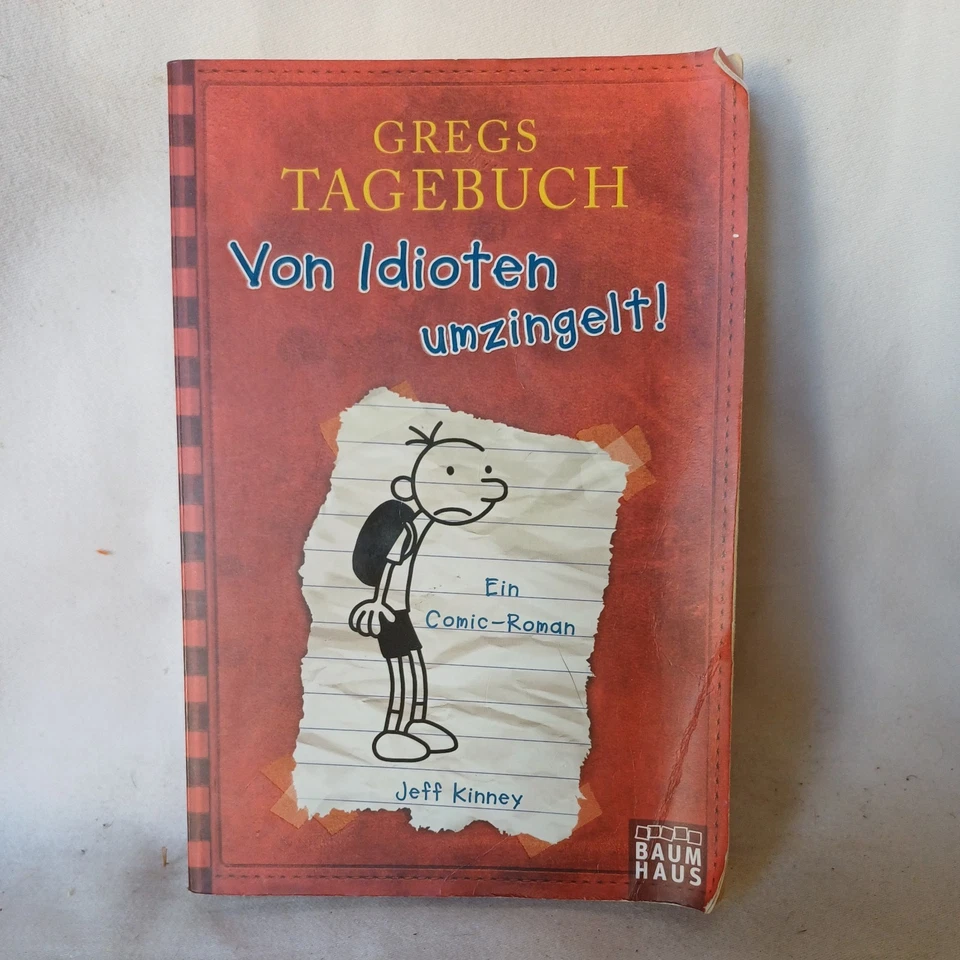 GREGS
TAGEBUCH
Von Idioten
umzingelt!
Ein
Comic-Roman
Jeff Kinney
BAUM
HAUS